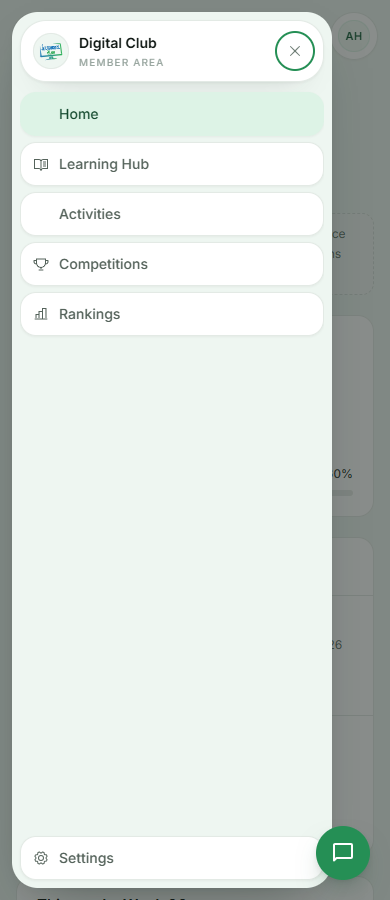 Digital Club
MEMBER AREA
AH
Home
Learning Hub
Activities
Competitions
Rankings
Settings